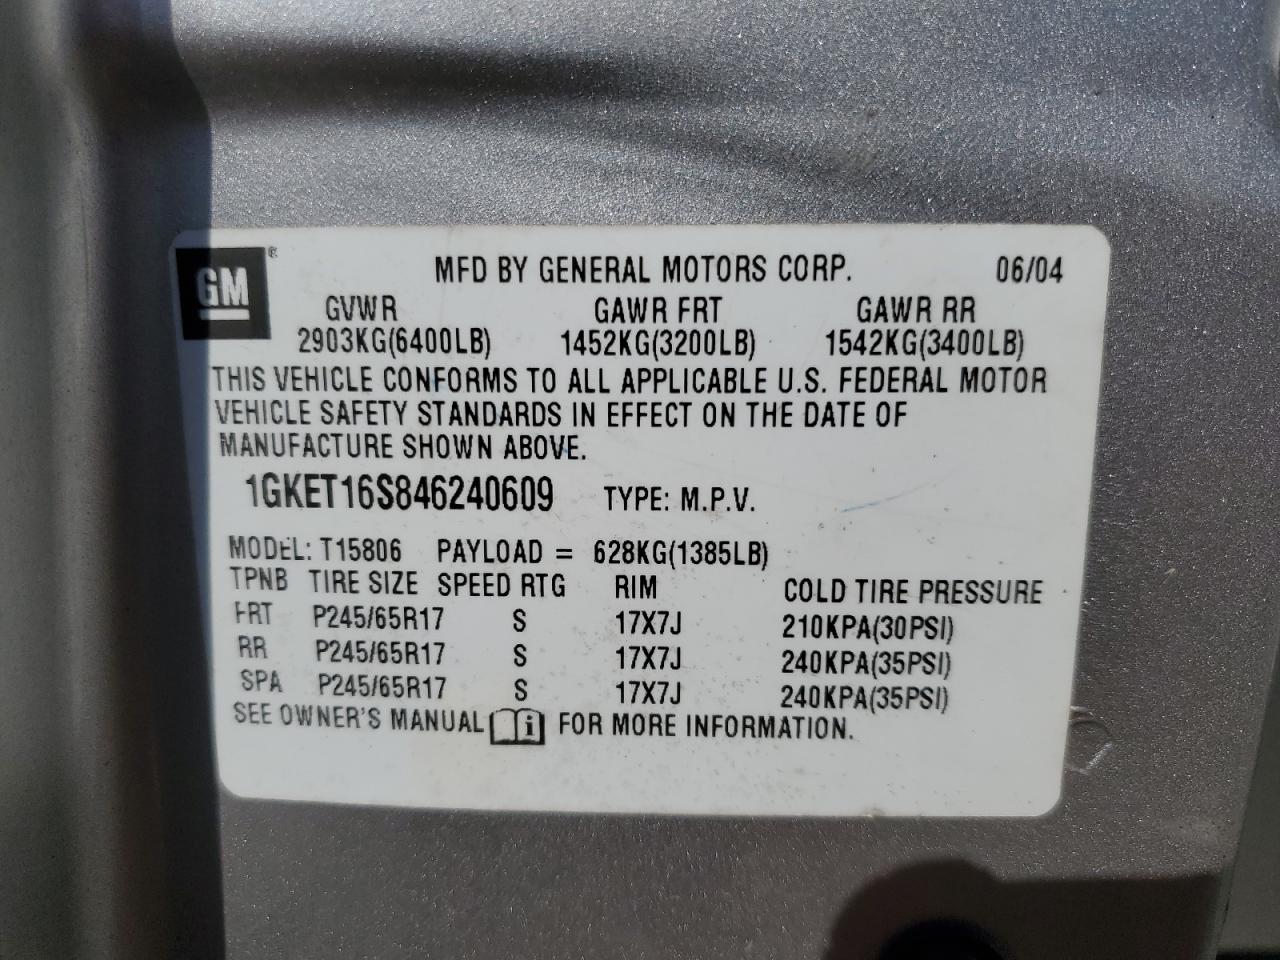 GM ®
MFD BY GENERAL MOTORS CORP. 06/04
GVWR GAWR FRT GAWR RR
2903KG(6400LB) 1452KG(3200LB) 1542KG(3400LB)
THIS VEHICLE CONFORMS TO ALL APPLICABLE U.S. FEDERAL MOTOR
VEHICLE SAFETY STANDARDS IN EFFECT ON THE DATE OF
MANUFACTURE SHOWN ABOVE.
1GKET16S846240609 TYPE: M.P.V.
MODEL: T15806 PAYLOAD = 628KG(1385LB)
TPNB TIRE SIZE SPEED RTG RIM COLD TIRE PRESSURE
FRT P245/65R17 S 17X7J 210KPA(30PSI)
RR P245/65R17 S 17X7J 240KPA(35PSI)
SPA P245/65R17 S 17X7J 240KPA(35PSI)
SEE OWNER'S MANUAL i FOR MORE INFORMATION.